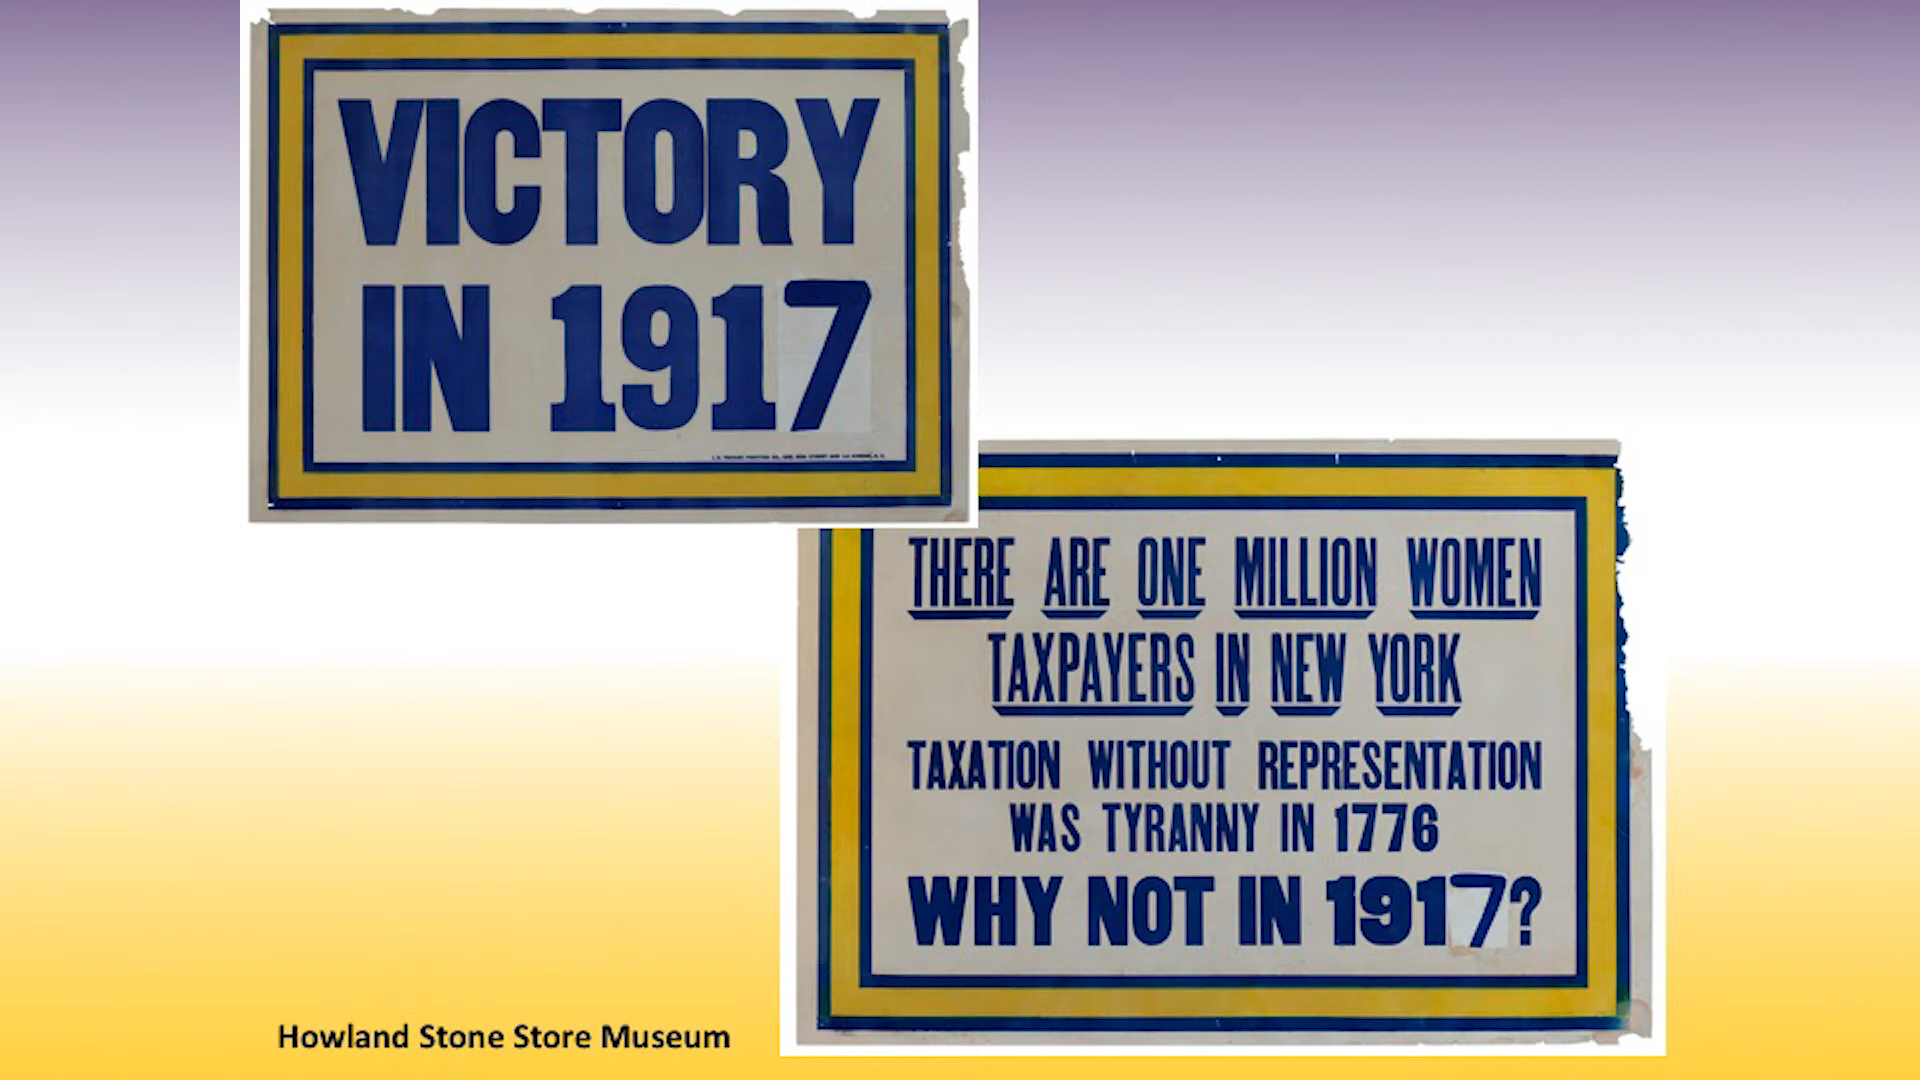 VICTORY
IN 1917
THERE ARE ONE MILLION WOMEN
TAXPAYERS IN NEW YORK
TAXATION WITHOUT REPRESENTATION
WAS TYRANNY IN 1776
WHY NOT IN 1917?
Howland Stone Store Museum